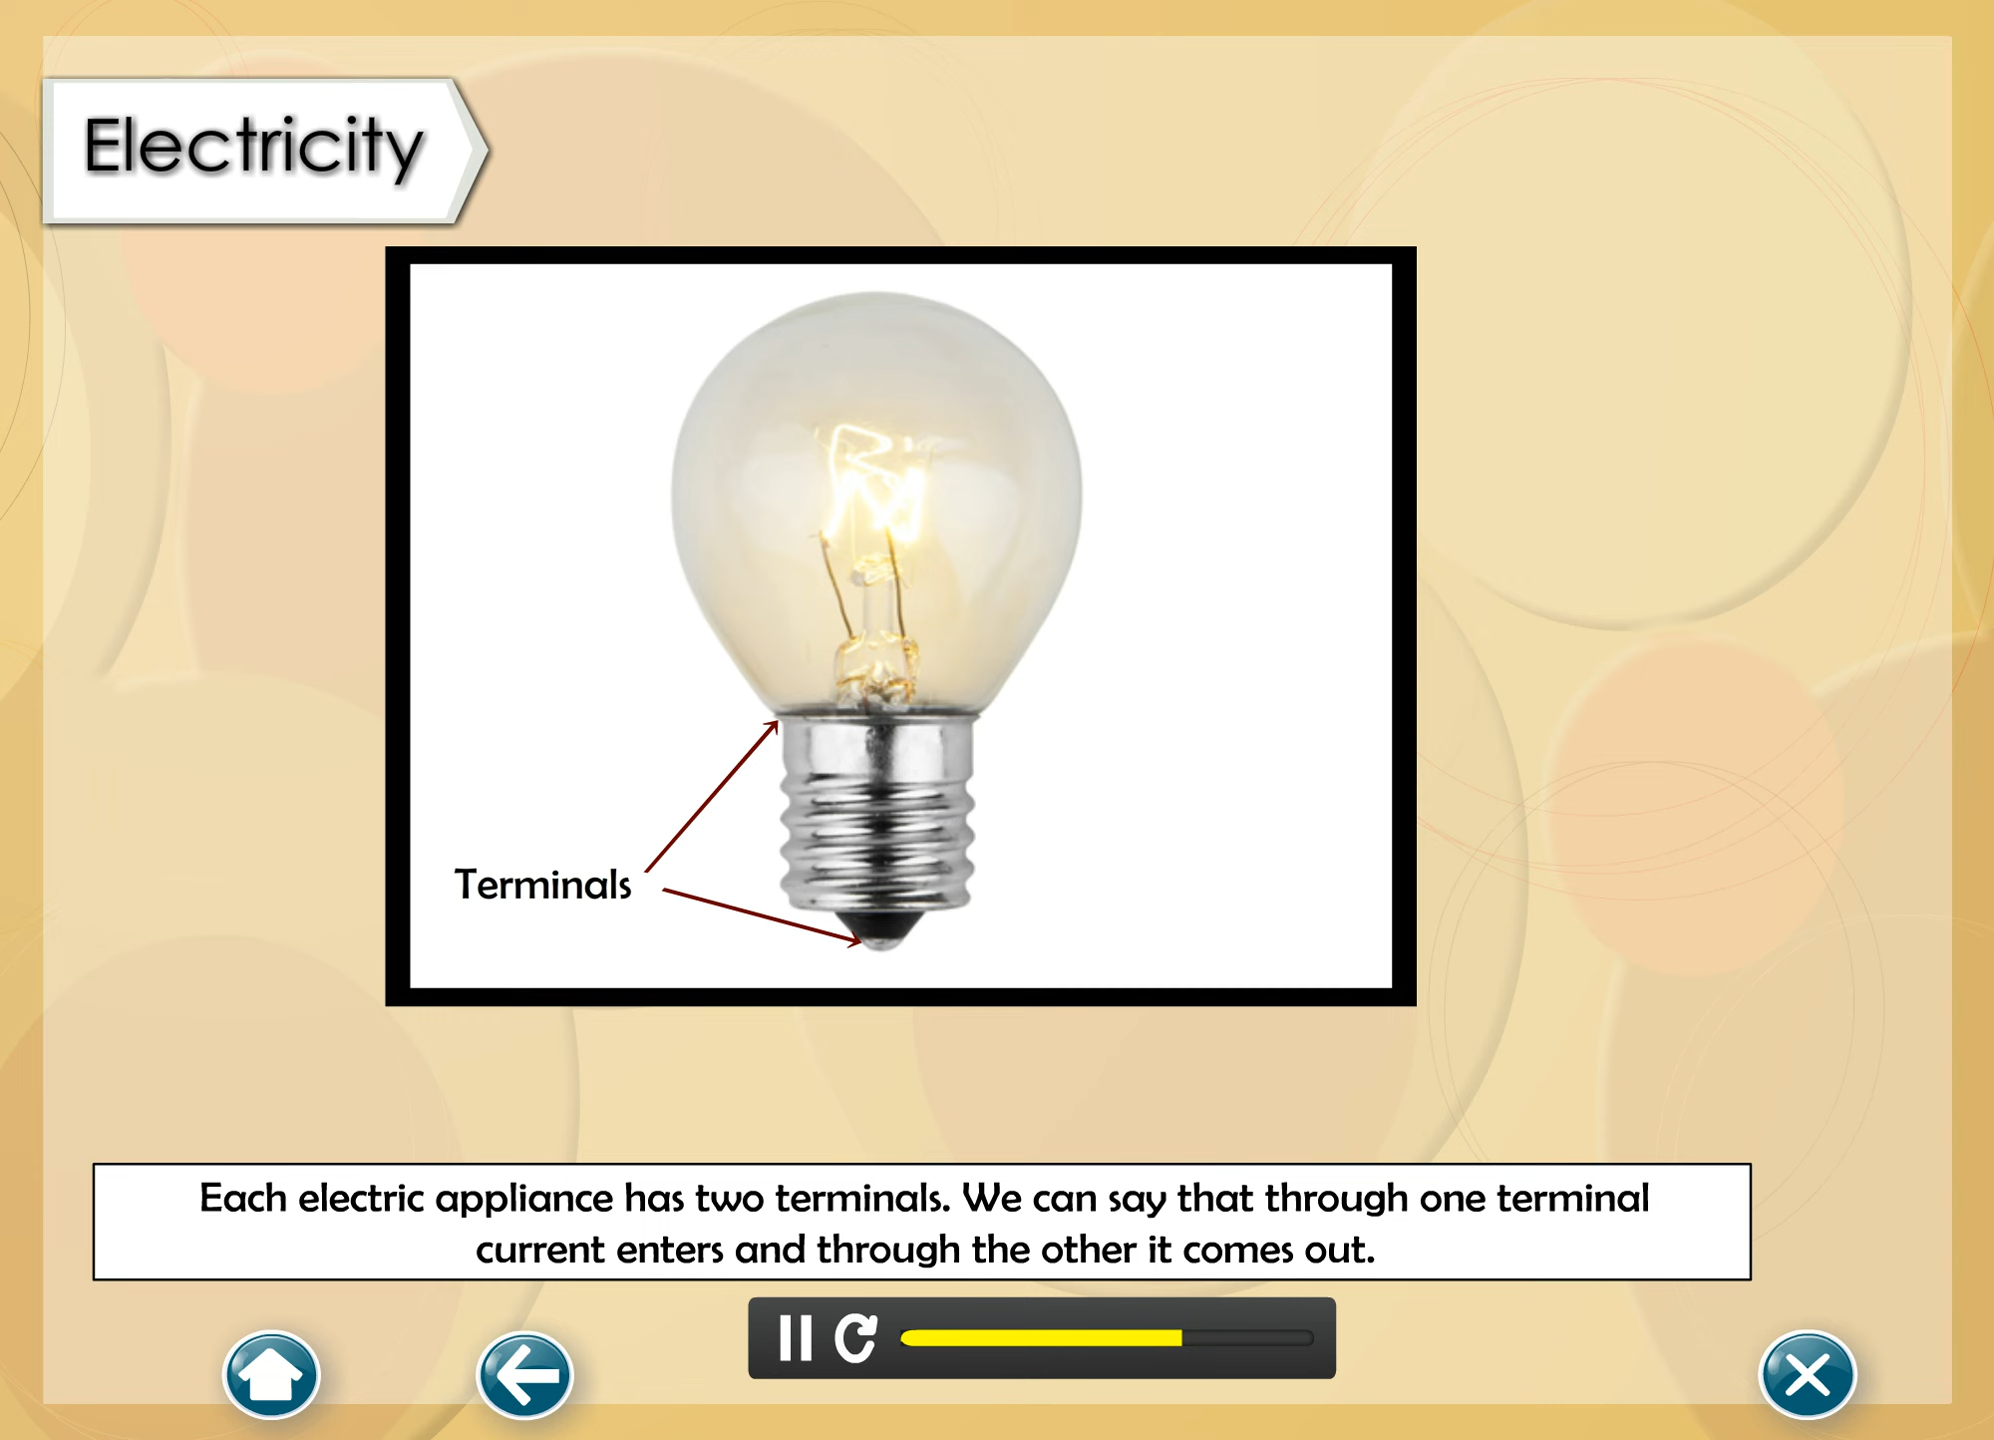 Electricity
Terminals
Each electric appliance has two terminals. We can say that through one terminal
current enters and through the other it comes out.